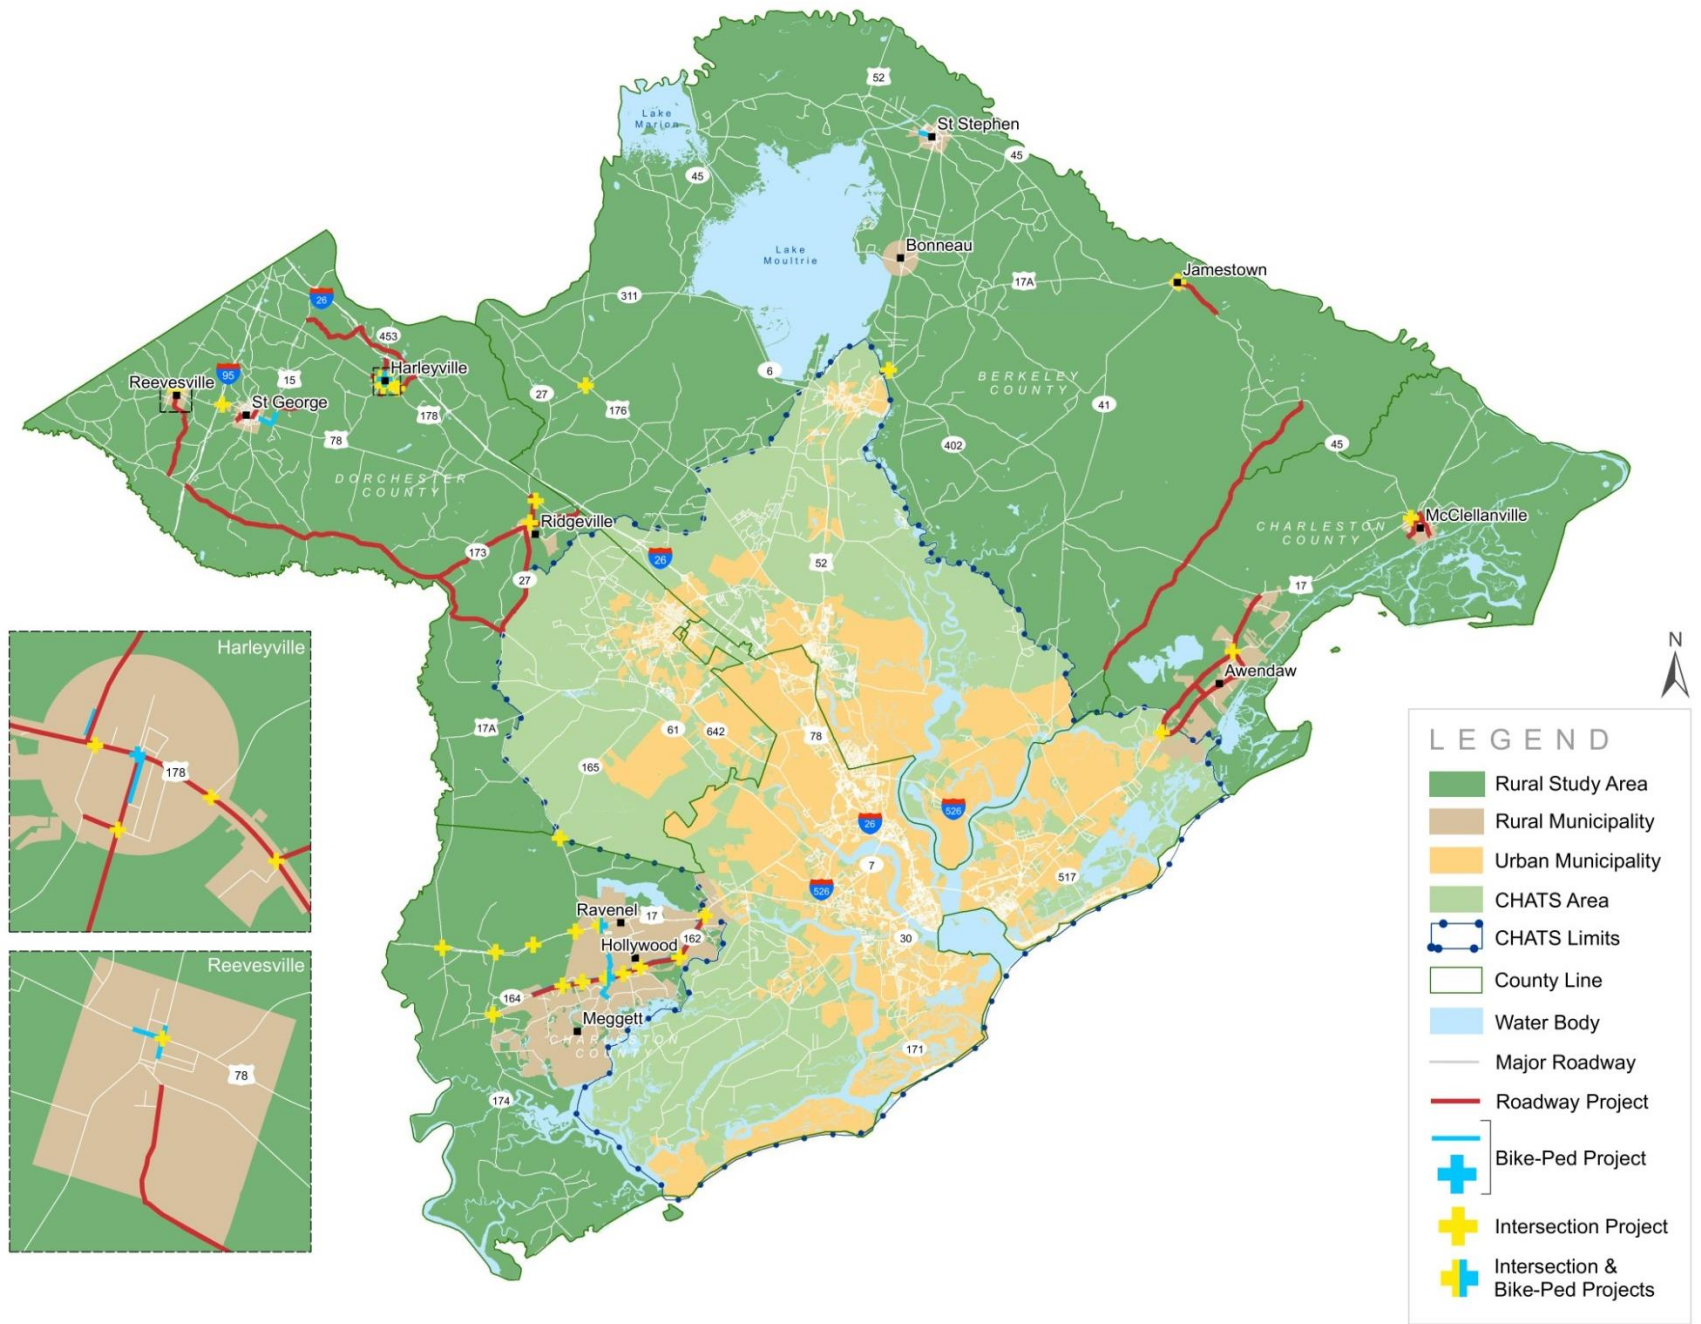 52
St Stephen
Lake
Marion
45
45
Lake
Moultrie
Bonneau
Jamestown
17A
311
26
453
Harleyville
Reevesville
95
15
St George
6
27
176
178
78
BERKELEY
COUNTY
41
402
45
DORCHESTER
COUNTY
Ridgeville
McClellanville
CHARLESTON
COUNTY
173
26
52
27
17
Awendaw
17A
61
642
78
165
526
26
7
517
526
Ravenel
17
Hollywood
162
30
164
Meggett
CHARLESTON
COUNTY
171
174
Harleyville
178
Reevesville
78
N
LEGEND
Rural Study Area
Rural Municipality
Urban Municipality
CHATS Area
CHATS Limits
County Line
Water Body
Major Roadway
Roadway Project
Bike-Ped Project
Intersection Project
Intersection &
Bike-Ped Projects